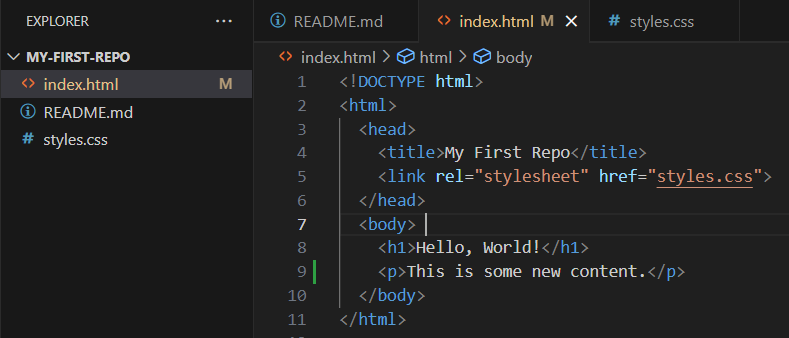 EXPLORER ···
MY-FIRST-REPO
index.html M
README.md
styles.css
README.md index.html M styles.css
index.html > html > body
1 <!DOCTYPE html>
2 <html>
3 <head>
4 <title>My First Repo</title>
5 <link rel="stylesheet" href="styles.css">
6 </head>
7 <body>
8 <h1>Hello, World!</h1>
9 <p>This is some new content.</p>
10 </body>
11 </html>